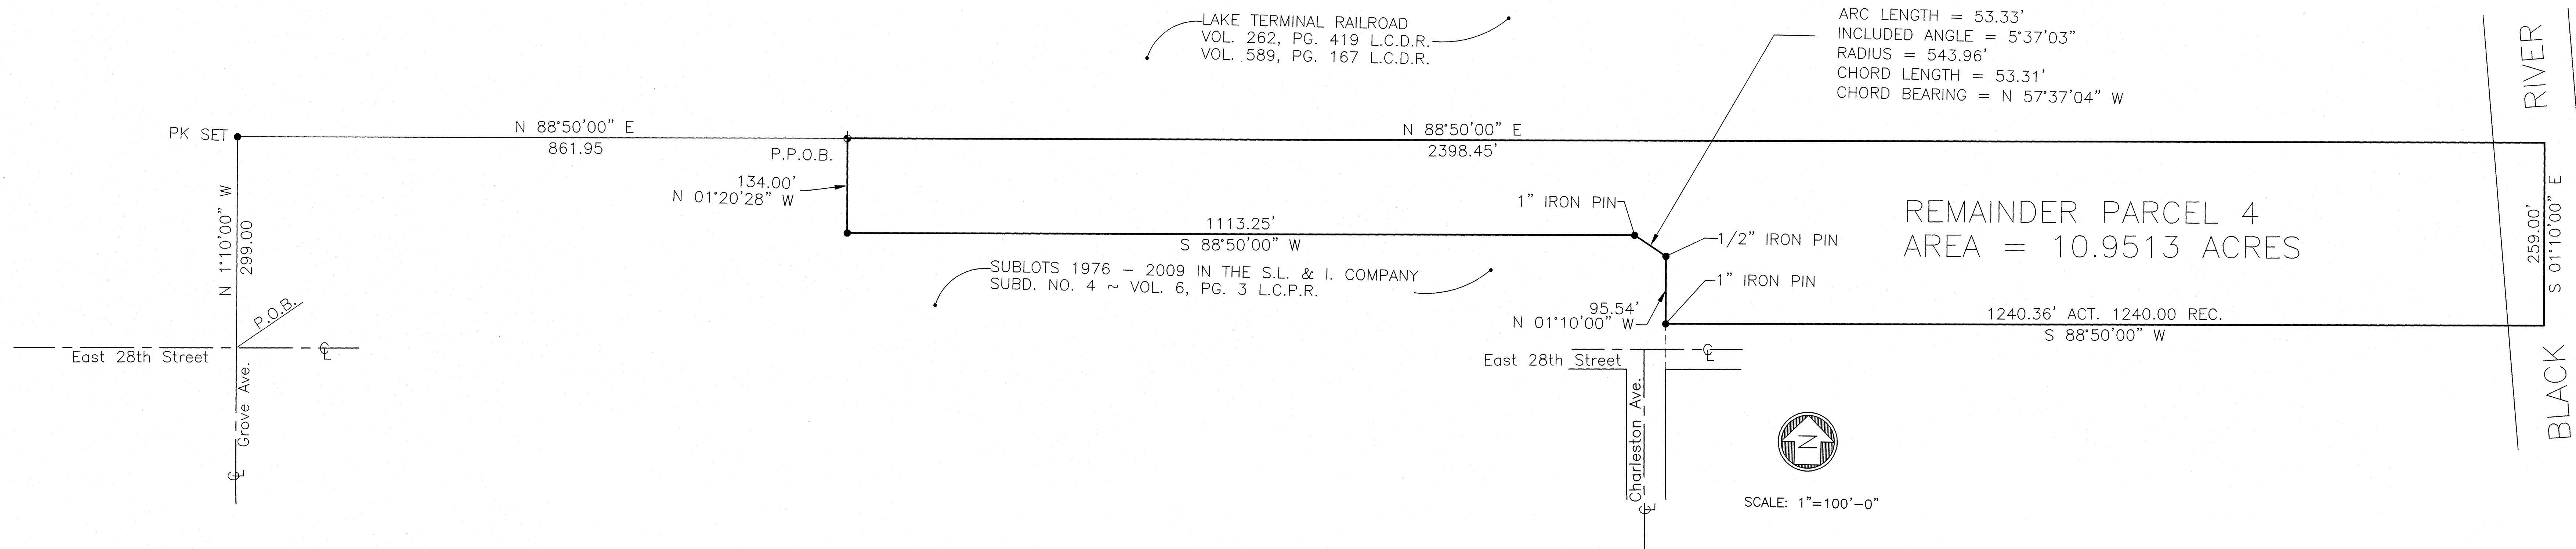 LAKE TERMINAL RAILROAD
VOL. 262, PG. 419 L.C.D.R.
VOL. 589, PG. 167 L.C.D.R.
ARC LENGTH = 53.33'
INCLUDED ANGLE = 5°37'03"
RADIUS = 543.96'
CHORD LENGTH = 53.31'
CHORD BEARING = N 57°37'04" W
BLACK RIVER
PK SET
N 88°50'00" E
861.95
P.P.O.B.
N 88°50'00" E
2398.45'
134.00'
N 01°20'28" W
N 1°10'00" W
299.00
P.O.B.
1113.25'
S 88°50'00" W
1" IRON PIN
1/2" IRON PIN
1" IRON PIN
REMAINDER PARCEL 4
AREA = 10.9513 ACRES
259.00'
S 01°10'00" E
SUBLOTS 1976 - 2009 IN THE S.L. & I. COMPANY
SUBD. NO. 4 ~ VOL. 6, PG. 3 L.C.P.R.
95.54'
N 01°10'00" W
1240.36' ACT. 1240.00 REC.
S 88°50'00" W
East 28th Street
℄
Grove Ave.
℄
East 28th Street
℄
Charleston Ave.
℄
N
SCALE: 1"=100'-0"